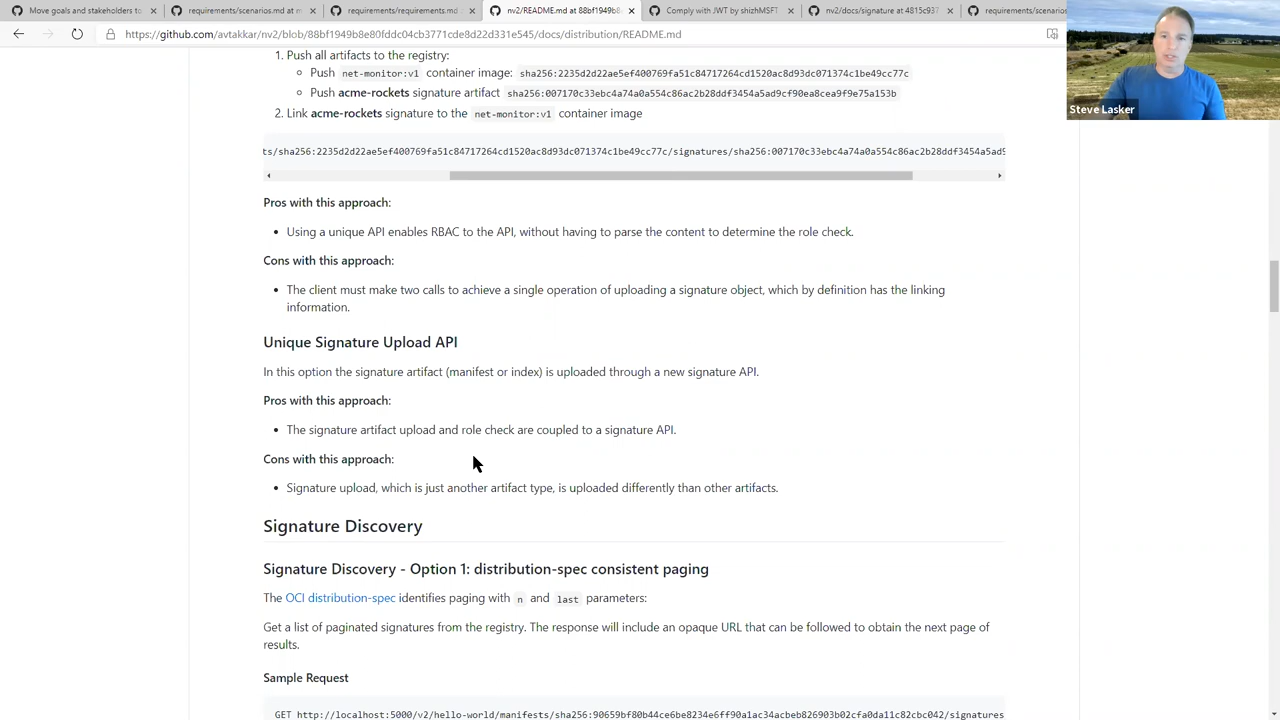 Move goals and stakeholders to
requirements/scenarios.md at m
requirements/requirements.md
nv2/README.md at 88bf1949b8
Comply with JWT by shizhMSFT
nv2/docs/signature at 4815c937
requirements/scenario
https://github.com/avtakkar/nv2/blob/88bf1949b8e80fddc04cb3771cde8d22d331e545/docs/distribution/README.md
Steve Lasker
1. Push all artifacts to the registry:
Push net-monitor:v1 container image: sha256:2235d2d22ae5ef400769fa51c84717264cd1520ac8d93dc071374c1be49cc77c
Push acme-rockets signature artifact sha256:007170c33ebc4a74a0a554c86ac2b28ddf3454a5ad9cf90ea8cea9f9e75a153b
2. Link acme-rockets signature to the net-monitor:v1 container image
ts/sha256:2235d2d22ae5ef400769fa51c84717264cd1520ac8d93dc071374c1be49cc77c/signatures/sha256:007170c33ebc4a74a0a554c86ac2b28ddf3454a5ad9
Pros with this approach:
• Using a unique API enables RBAC to the API, without having to parse the content to determine the role check.
Cons with this approach:
• The client must make two calls to achieve a single operation of uploading a signature object, which by definition has the linking
information.
Unique Signature Upload API
In this option the signature artifact (manifest or index) is uploaded through a new signature API.
Pros with this approach:
• The signature artifact upload and role check are coupled to a signature API.
Cons with this approach:
• Signature upload, which is just another artifact type, is uploaded differently than other artifacts.
Signature Discovery
Signature Discovery - Option 1: distribution-spec consistent paging
The OCI distribution-spec identifies paging with n and last parameters:
Get a list of paginated signatures from the registry. The response will include an opaque URL that can be followed to obtain the next page of
results.
Sample Request
GET http://localhost:5000/v2/hello-world/manifests/sha256:90659bf80b44ce6be8234e6ff90a1ac34acbeb826903b02cfa0da11c82cbc042/signatures